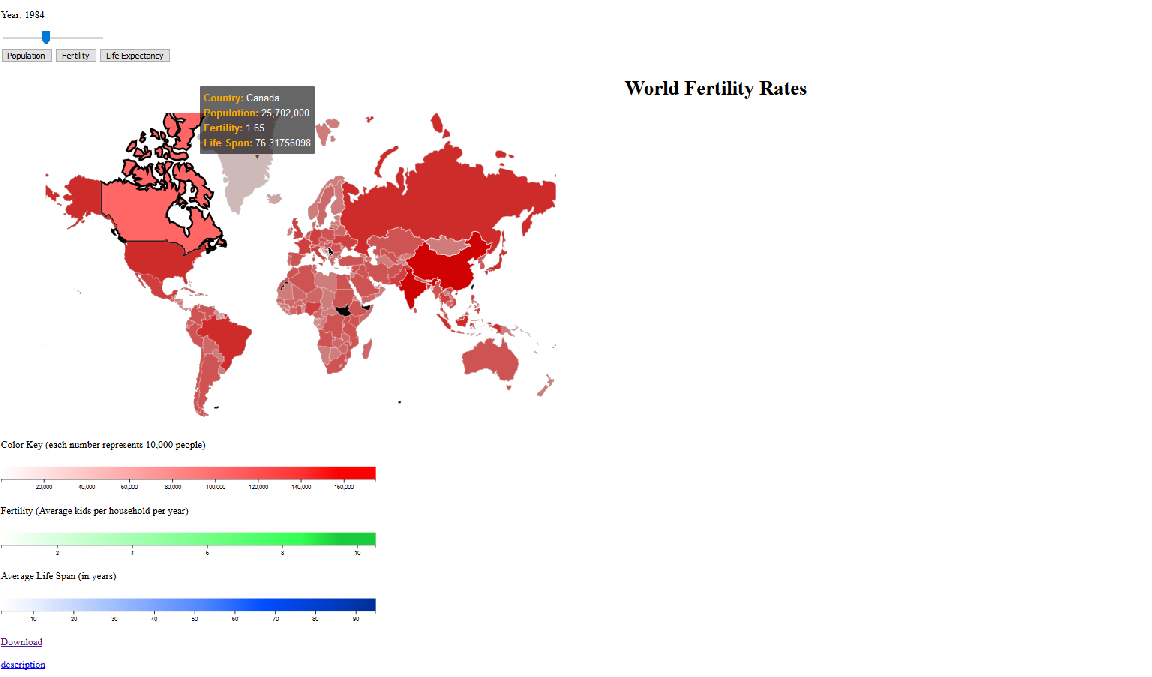 Year: 1984
Population Fertility Life Expectancy
World Fertility Rates
Country: Canada
Population: 25,702,000
Fertility: 1.65
Life-Span: 76.31756098
Color Key (each number represents 10,000 people)
20,000 40,000 60,000 80,000 100,000 120,000 140,000 160,000
Fertility (Average kids per household per year)
2 4 6 8 10
Average Life Span (in years)
10 20 30 40 50 60 70 80 90
Download
description